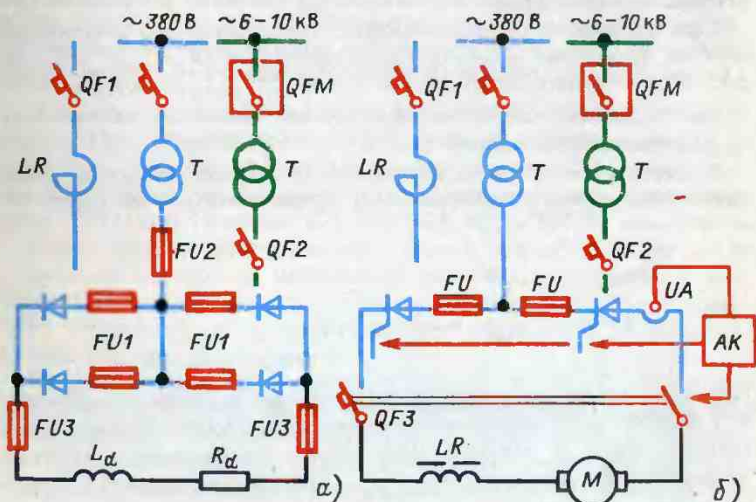 ~380 В ~6-10 кВ ~380 В ~6-10 кВ
QF1 QFM QF1 QFM
LR T T LR T T
FU2 QF2 QF2
FU FU UA
FU1 FU1 АК
FU3 FU3 QF3
LR
Ld Rd а) М б)